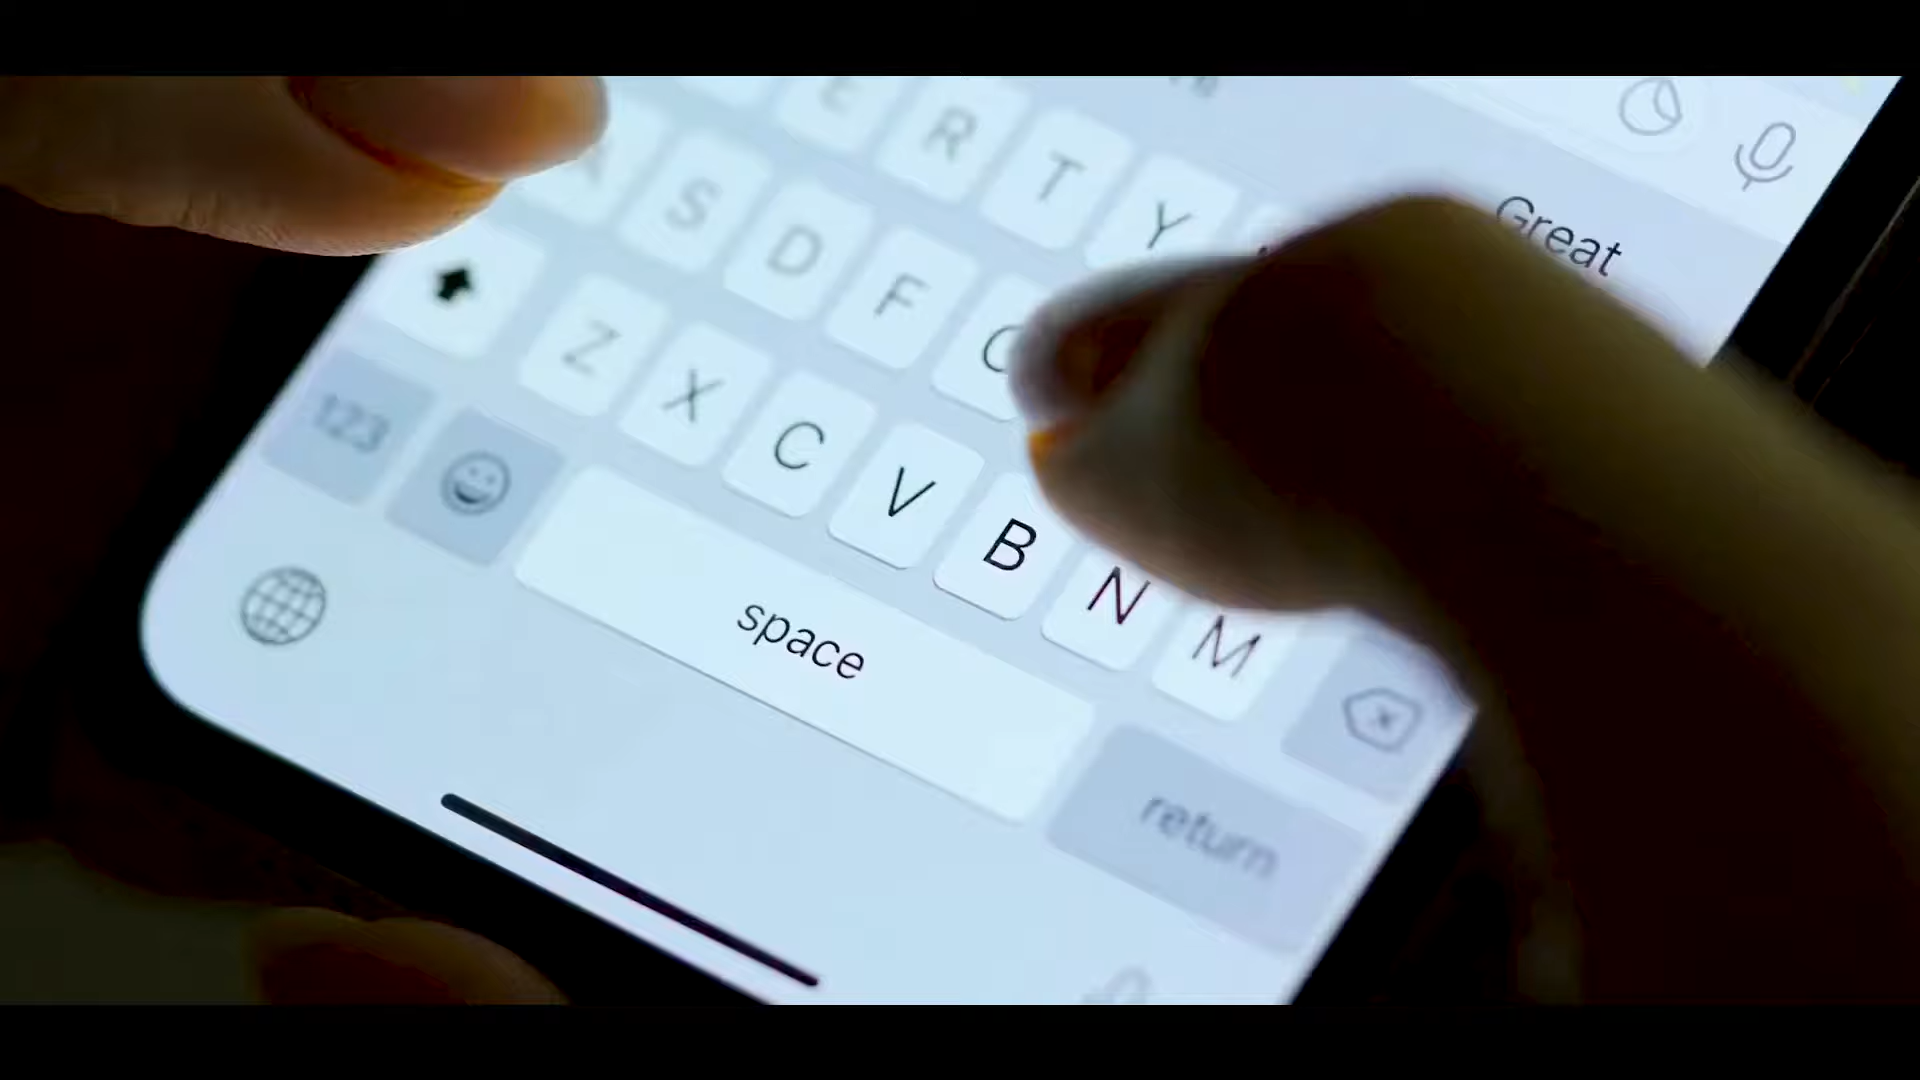 Great
E R T Y
A S D F G
Z X C V B N M
123
space
return